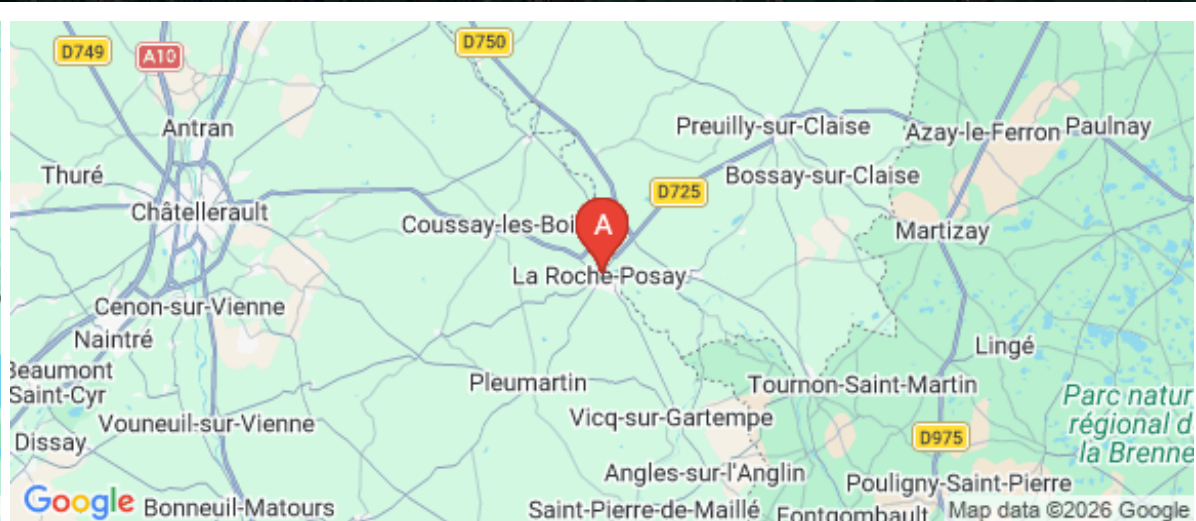 D749
A10
D750
Antran
Preuilly-sur-Claise
Azay-le-Ferron
Paulnay
Thuré
Bossay-sur-Claise
D725
Châtellerault
Coussay-les-Boi
A
Martizay
La Roche-Posay
Cenon-sur-Vienne
Naintré
Lingé
Beaumont
Saint-Cyr
Pleumartin
Tournon-Saint-Martin
Parc natur
régional d
la Brenne
Vouneuil-sur-Vienne
Vicq-sur-Gartempe
Dissay
D975
Angles-sur-l'Anglin
Pouligny-Saint-Pierre
Google
Bonneuil-Matours
Saint-Pierre-de-Maillé
Fontgombault
Map data ©2026 Google